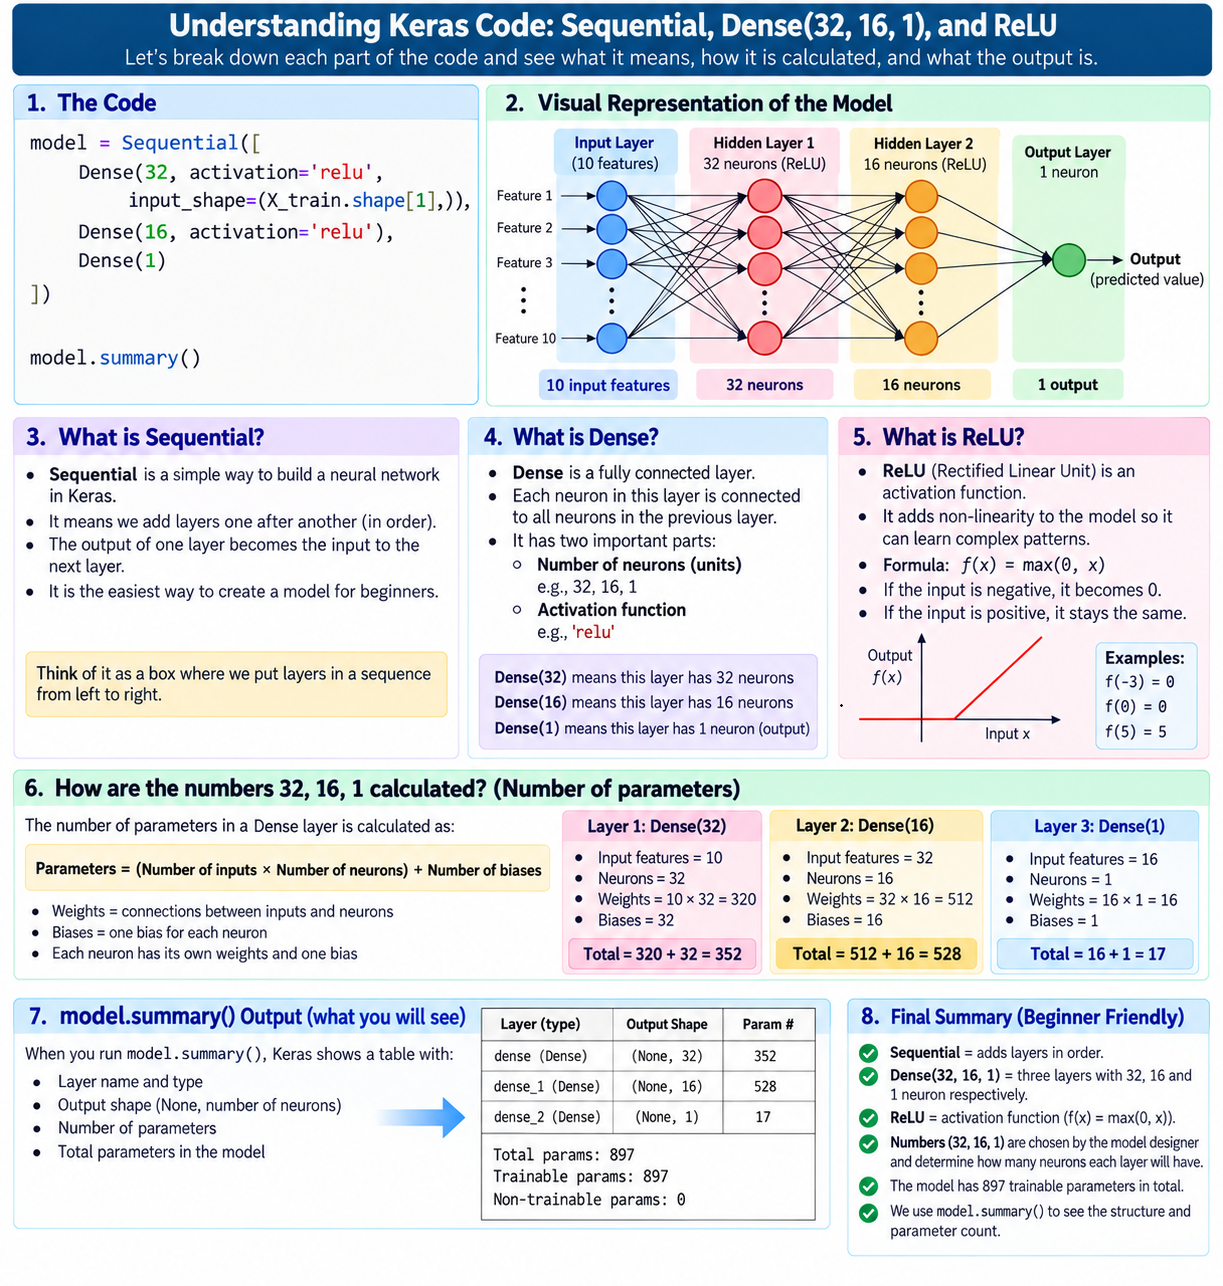 Understanding Keras Code: Sequential, Dense(32, 16, 1), and ReLU
Let's break down each part of the code and see what it means, how it is calculated, and what the output is.
1. The Code
model = Sequential([
Dense(32, activation='relu',
input_shape=(X_train.shape[1],)),
Dense(16, activation='relu'),
Dense(1)
])
model.summary()
2. Visual Representation of the Model
Input Layer
(10 features)
Hidden Layer 1
32 neurons (ReLU)
Hidden Layer 2
16 neurons (ReLU)
Output Layer
1 neuron
Feature 1
Feature 2
Feature 3
Feature 10
Output
(predicted value)
10 input features
32 neurons
16 neurons
1 output
3. What is Sequential?
● Sequential is a simple way to build a neural network
in Keras.
● It means we add layers one after another (in order).
● The output of one layer becomes the input to the
next layer.
● It is the easiest way to create a model for beginners.
Think of it as a box where we put layers in a sequence
from left to right.
4. What is Dense?
● Dense is a fully connected layer.
● Each neuron in this layer is connected
to all neurons in the previous layer.
● It has two important parts:
○ Number of neurons (units)
e.g., 32, 16, 1
○ Activation function
e.g., 'relu'
Dense(32) means this layer has 32 neurons
Dense(16) means this layer has 16 neurons
Dense(1) means this layer has 1 neuron (output)
5. What is ReLU?
● ReLU (Rectified Linear Unit) is an
activation function.
● It adds non-linearity to the model so it
can learn complex patterns.
● Formula: f(x) = max(0, x)
● If the input is negative, it becomes 0.
● If the input is positive, it stays the same.
Output
f(x)
Input x
Examples:
f(-3) = 0
f(0) = 0
f(5) = 5
6. How are the numbers 32, 16, 1 calculated? (Number of parameters)
The number of parameters in a Dense layer is calculated as:
Parameters = (Number of inputs × Number of neurons) + Number of biases
● Weights = connections between inputs and neurons
● Biases = one bias for each neuron
● Each neuron has its own weights and one bias
Layer 1: Dense(32)
● Input features = 10
● Neurons = 32
● Weights = 10 × 32 = 320
● Biases = 32
Total = 320 + 32 = 352
Layer 2: Dense(16)
● Input features = 32
● Neurons = 16
● Weights = 32 × 16 = 512
● Biases = 16
Total = 512 + 16 = 528
Layer 3: Dense(1)
● Input features = 16
● Neurons = 1
● Weights = 16 × 1 = 16
● Biases = 1
Total = 16 + 1 = 17
7. model.summary() Output (what you will see)
When you run model.summary(), Keras shows a table with:
● Layer name and type
● Output shape (None, number of neurons)
● Number of parameters
● Total parameters in the model
Layer (type) Output Shape Param #
dense (Dense) (None, 32) 352
dense_1 (Dense) (None, 16) 528
dense_2 (Dense) (None, 1) 17
Total params: 897
Trainable params: 897
Non-trainable params: 0
8. Final Summary (Beginner Friendly)
Sequential = adds layers in order.
Dense(32, 16, 1) = three layers with 32, 16 and
1 neuron respectively.
ReLU = activation function (f(x) = max(0, x)).
Numbers (32, 16, 1) are chosen by the model designer
and determine how many neurons each layer will have.
The model has 897 trainable parameters in total.
We use model.summary() to see the structure and
parameter count.